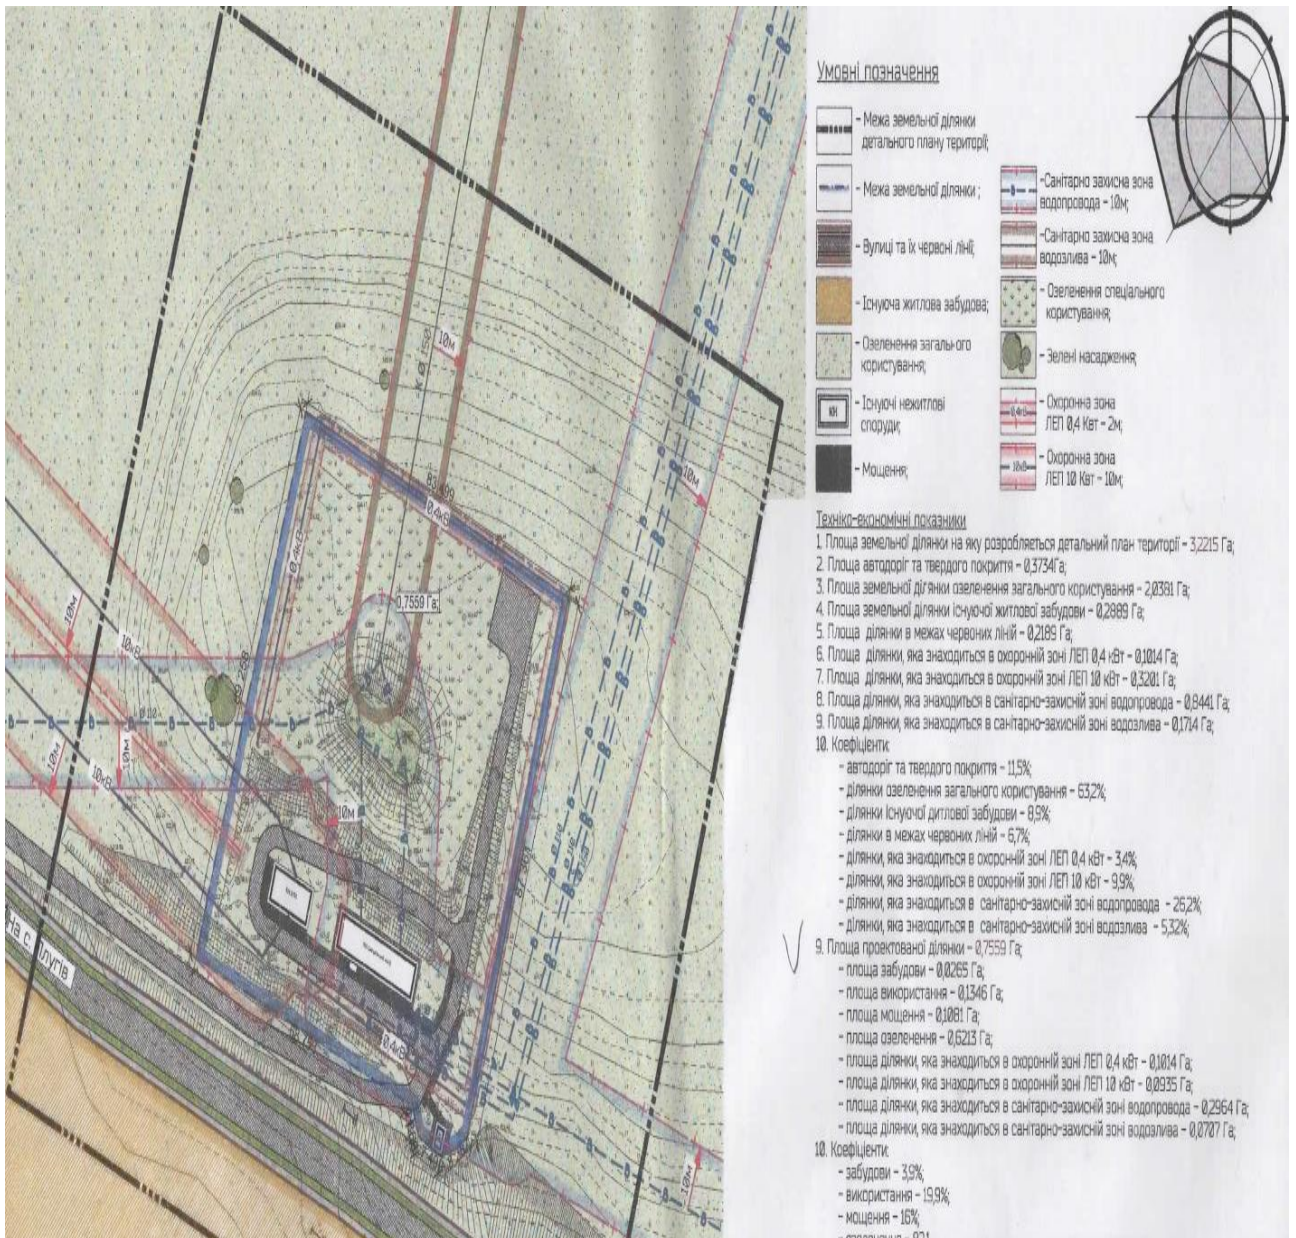 Умовні позначення
- Межа земельної ділянки
детального плану території;
- Межа земельної ділянки ;
- Вулиці та їх червоні лінії;
- Існуюча житлова забудова;
- Озеленення загального
користування;
- Існуючі нежитлові
споруди;
- Мощення;
-Санітарно захисна зона
водопровода - 10м;
-Санітарно захисна зона
водозлива - 10м;
- Озеленення спеціального
користування;
- Зелені насадження;
0,4кВ
- Охоронна зона
ЛЕП 0,4 Квт - 2м;
10кВ
- Охоронна зона
ЛЕП 10 Квт - 10м;
Техніко-економічні показники
1. Площа земельної ділянки на яку розробляється детальний план території - 3,2215 Га;
2. Площа автодоріг та твердого покриття - 0,3734Га;
3. Площа земельної ділянки озеленення загального користування - 2,0381 Га;
4. Площа земельної ділянки існуючої житлової забудови - 0,2889 Га;
5. Площа ділянки в межах червоних ліній - 0,2189 Га;
6. Площа ділянки, яка знаходиться в охоронній зоні ЛЕП 0,4 кВт - 0,1014 Га;
7. Площа ділянки, яка знаходиться в охоронній зоні ЛЕП 10 кВт - 0,3201 Га;
8. Площа ділянки, яка знаходиться в санітарно-захисній зоні водопровода - 0,8441 Га;
9. Площа ділянки, яка знаходиться в санітарно-захисній зоні водозлива - 0,1714 Га;
10. Коефіціенти:
- автодоріг та твердого покриття - 11,5%;
- ділянки озеленення загального користування - 63,2%;
- ділянки існуючої дитлової забудови - 8,9%;
- ділянки в межах червоних ліній - 6,7%;
- ділянки, яка знаходиться в охоронній зоні ЛЕП 0,4 кВт - 3,4%;
- ділянки, яка знаходиться в охоронній зоні ЛЕП 10 кВт - 9,9%;
- ділянки, яка знаходиться в санітарно-захисній зоні водопровода - 26,2%;
- ділянки, яка знаходиться в санітарно-захисній зоні водозлива - 5,32%;
9. Площа проектованої ділянки - 0,7559 Га;
- площа забудови - 0,0265 Га;
- площа використання - 0,1346 Га;
- площа мощення - 0,1081 Га;
- площа озеленення - 0,6213 Га;
- площа ділянки, яка знаходиться в охоронній зоні ЛЕП 0,4 кВт - 0,1014 Га;
- площа ділянки, яка знаходиться в охоронній зоні ЛЕП 10 кВт - 0,0935 Га;
- площа ділянки, яка знаходиться в санітарно-захисній зоні водопровода - 0,2964 Га;
- площа ділянки, яка знаходиться в санітарно-захисній зоні водозлива - 0,0707 Га;
10. Коефіціенти:
- забудови - 3,9%;
- використання - 19,9%;
- мощення - 16%;
10м
10м
0,4кВ
0,4кВ
0,7559 Га;
10м
10кВ
10м
10м
10кВ
10м
0,4кВ
10м
На с.